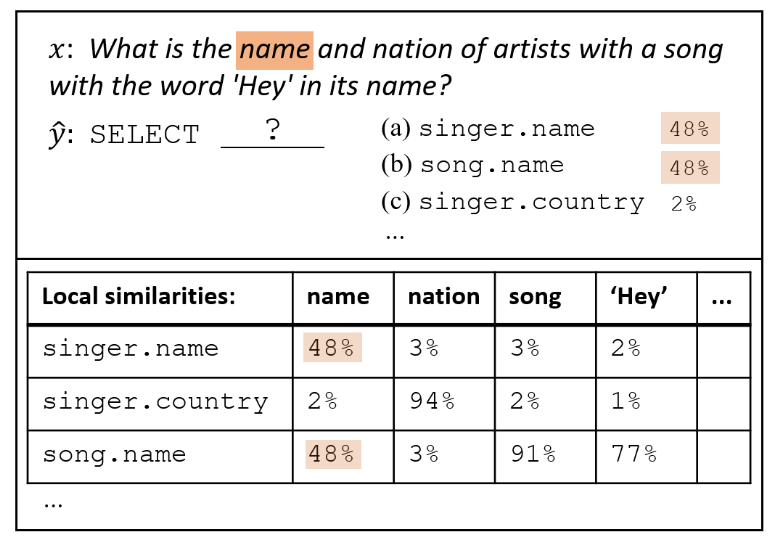 x: What is the name and nation of artists with a song
with the word 'Hey' in its name?
ŷ: SELECT ___?___
(a) singer.name 48%
(b) song.name 48%
(c) singer.country 2%
...
Local similarities: name nation song ‘Hey’ ...
singer.name 48% 3% 3% 2%
singer.country 2% 94% 2% 1%
song.name 48% 3% 91% 77%
...